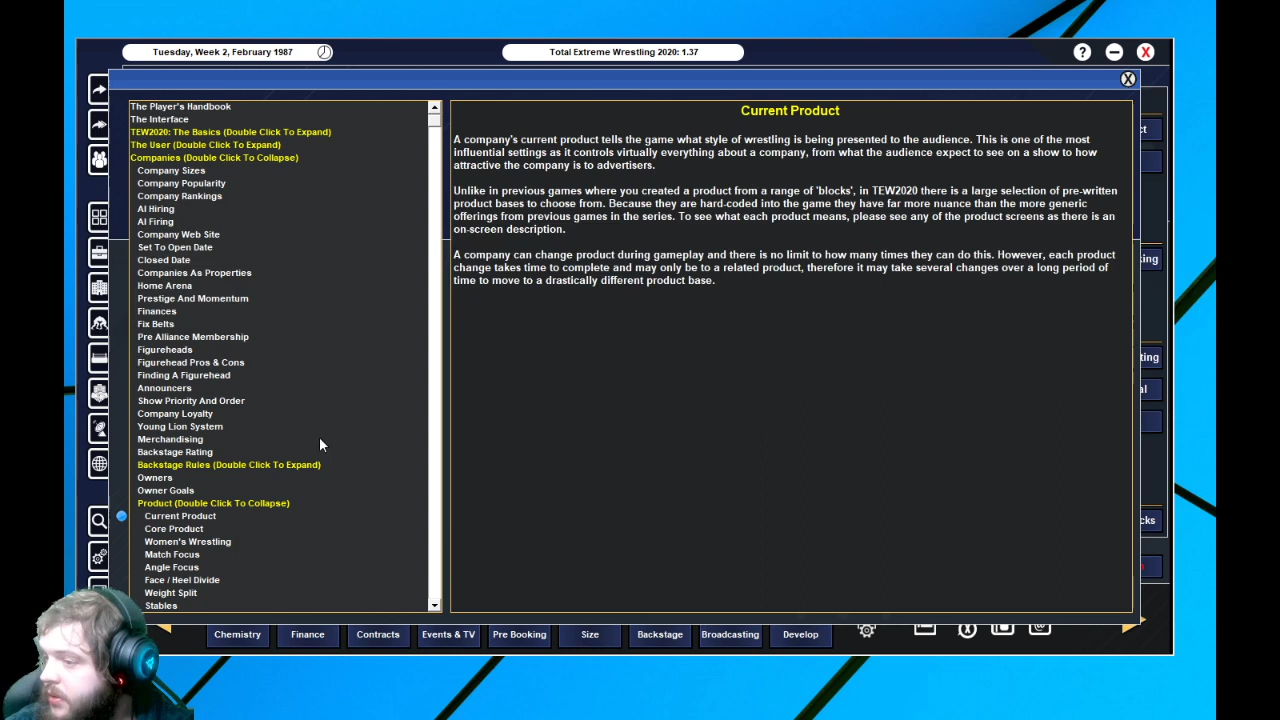 Tuesday, Week 2, February 1987
Total Extreme Wrestling 2020: 1.37
?
X
X
The Player's Handbook
The Interface
TEW2020: The Basics (Double Click To Expand)
The User (Double Click To Expand)
Companies (Double Click To Collapse)
Company Sizes
Company Popularity
Company Rankings
AI Hiring
AI Firing
Company Web Site
Set To Open Date
Closed Date
Companies As Properties
Home Arena
Prestige And Momentum
Finances
Fix Belts
Pre Alliance Membership
Figureheads
Figurehead Pros & Cons
Finding A Figurehead
Announcers
Show Priority And Order
Company Loyalty
Young Lion System
Merchandising
Backstage Rating
Backstage Rules (Double Click To Expand)
Owners
Owner Goals
Product (Double Click To Collapse)
Current Product
Core Product
Women's Wrestling
Match Focus
Angle Focus
Face / Heel Divide
Weight Split
Stables
Current Product
A company's current product tells the game what style of wrestling is being presented to the audience. This is one of the most
influential settings as it controls virtually everything about a company, from what the audience expect to see on a show to how
attractive the company is to advertisers.
Unlike in previous games where you created a product from a range of 'blocks', in TEW2020 there is a large selection of pre-written
product bases to choose from. Because they are hard-coded into the game they have far more nuance than the more generic
offerings from previous games in the series. To see what each product means, please see any of the product screens as there is an
on-screen description.
A company can change product during gameplay and there is no limit to how many times they can do this. However, each product
change takes time to complete and may only be to a related product, therefore it may take several changes over a long period of
time to move to a drastically different product base.
ct
ing
ting
al
cks
Chemistry
Finance
Contracts
Events & TV
Pre Booking
Size
Backstage
Broadcasting
Develop